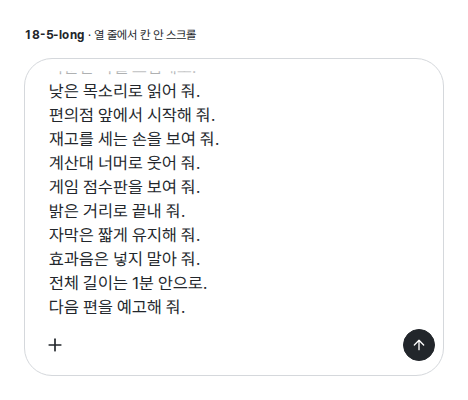 18-5-long · 열 줄에서 칸 안 스크롤
낮은 목소리로 읽어 줘.
편의점 앞에서 시작해 줘.
재고를 세는 손을 보여 줘.
계산대 너머로 웃어 줘.
게임 점수판을 보여 줘.
밝은 거리로 끝내 줘.
자막은 짧게 유지해 줘.
효과음은 넣지 말아 줘.
전체 길이는 1분 안으로.
다음 편을 예고해 줘.